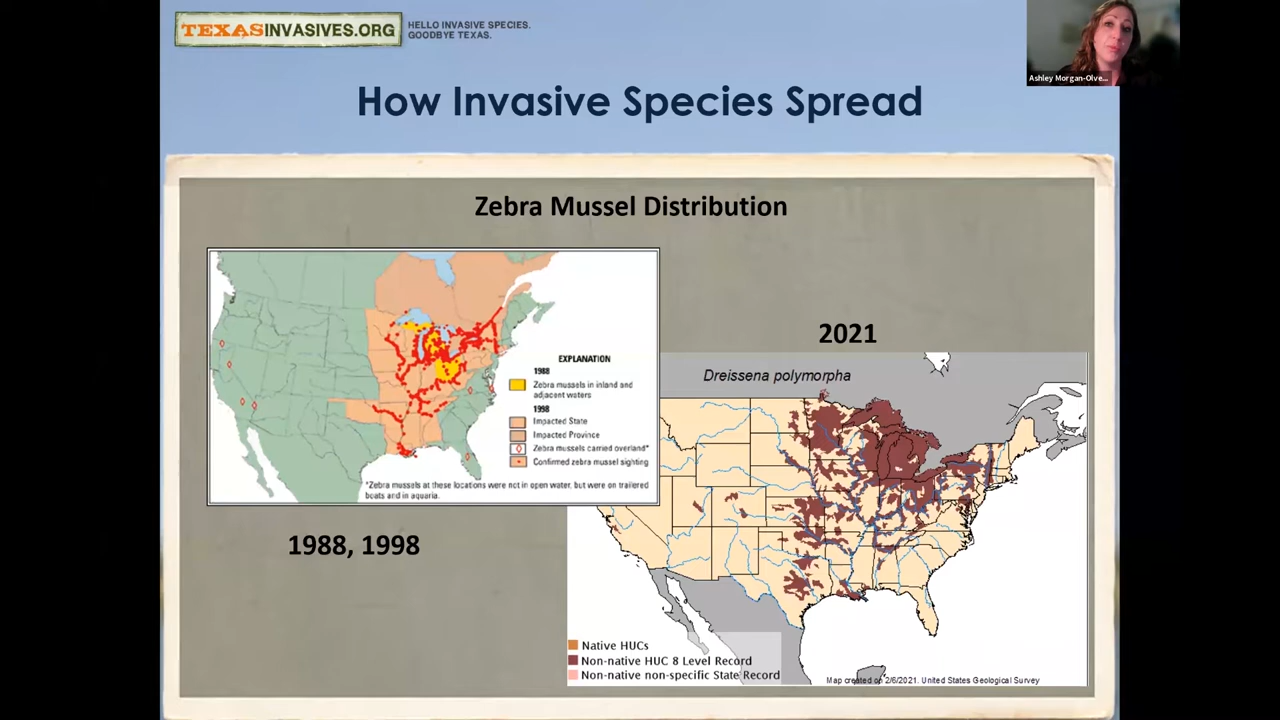 TEXASINVASIVES.ORG
HELLO INVASIVE SPECIES.
GOODBYE TEXAS.
Ashley Morgan-Olve...
How Invasive Species Spread
Zebra Mussel Distribution
EXPLANATION
1988
Zebra mussels in inland and
adjacent waters
1998
Impacted State
Impacted Province
Zebra mussels carried overland*
Confirmed zebra mussel sighting
*Zebra mussels at these locations were not in open water, but were on trailered
boats and in aquaria.
1988, 1998
2021
Dreissena polymorpha
Native HUCs
Non-native HUC 8 Level Record
Non-native non-specific State Record
Map created on 2/6/2021. United States Geological Survey